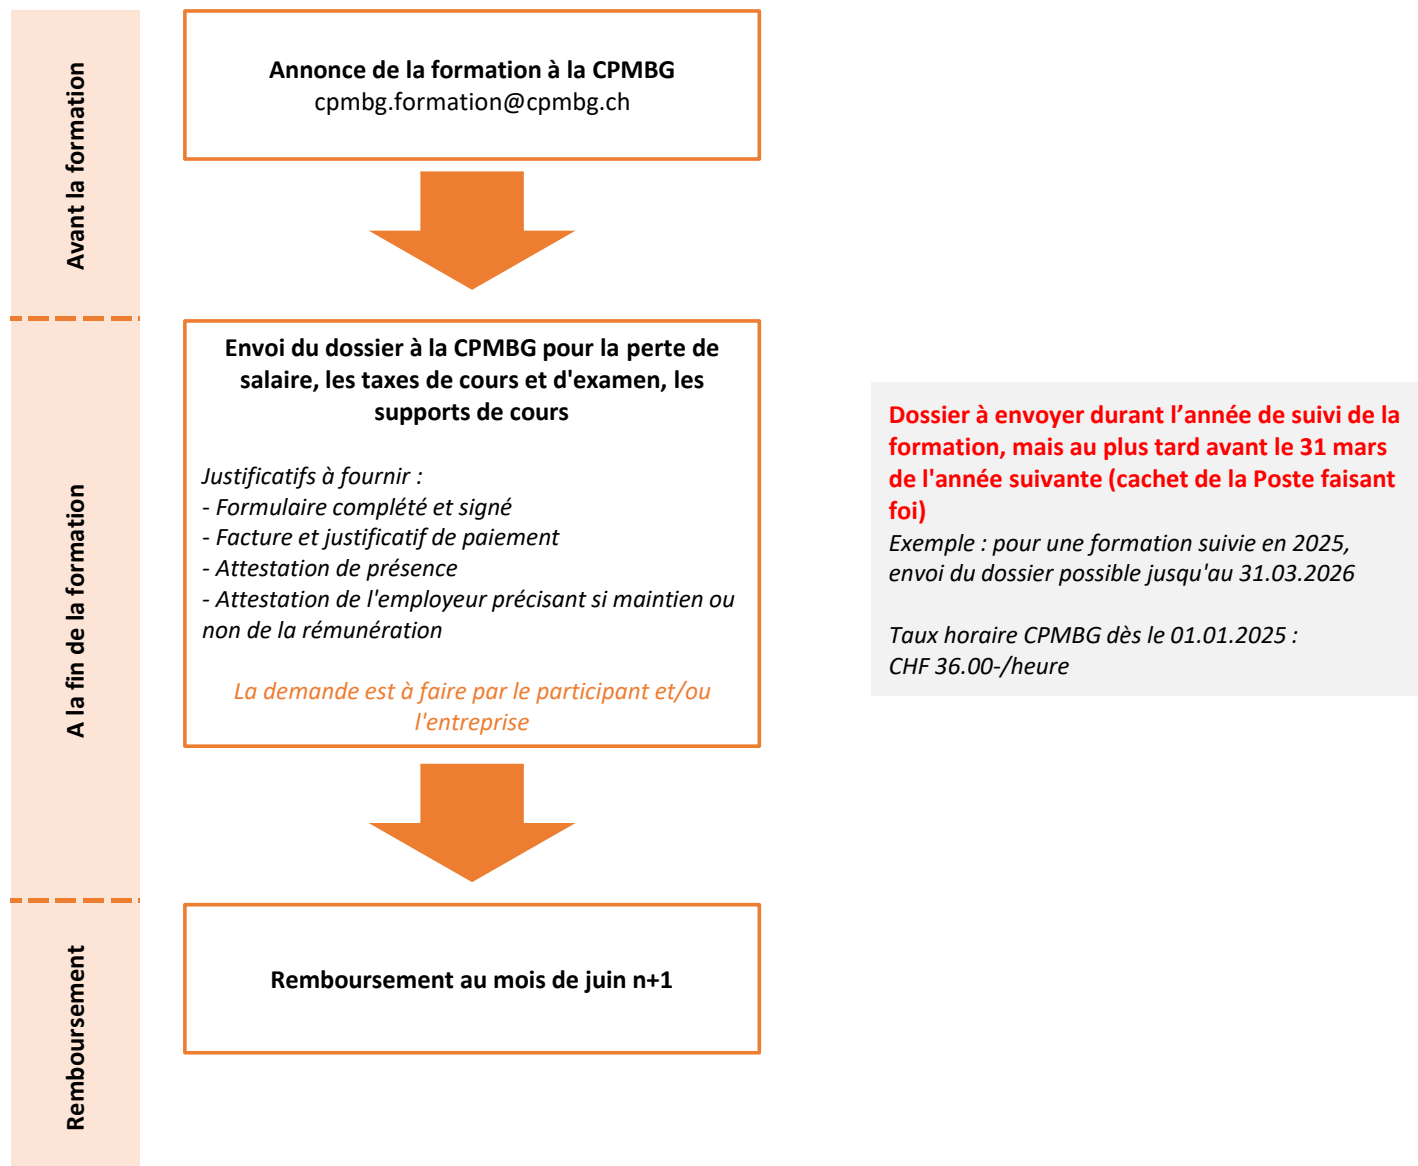 Avant la formation
Annonce de la formation à la CPMBG
cpmbg.formation@cpmbg.ch
A la fin de la formation
Envoi du dossier à la CPMBG pour la perte de
salaire, les taxes de cours et d'examen, les
supports de cours
Justificatifs à fournir :
- Formulaire complété et signé
- Facture et justificatif de paiement
- Attestation de présence
- Attestation de l'employeur précisant si maintien ou
non de la rémunération
La demande est à faire par le participant et/ou
l'entreprise
Dossier à envoyer durant l’année de suivi de la
formation, mais au plus tard avant le 31 mars
de l'année suivante (cachet de la Poste faisant
foi)
Exemple : pour une formation suivie en 2025,
envoi du dossier possible jusqu'au 31.03.2026
Taux horaire CPMBG dès le 01.01.2025 :
CHF 36.00-/heure
Remboursement
Remboursement au mois de juin n+1